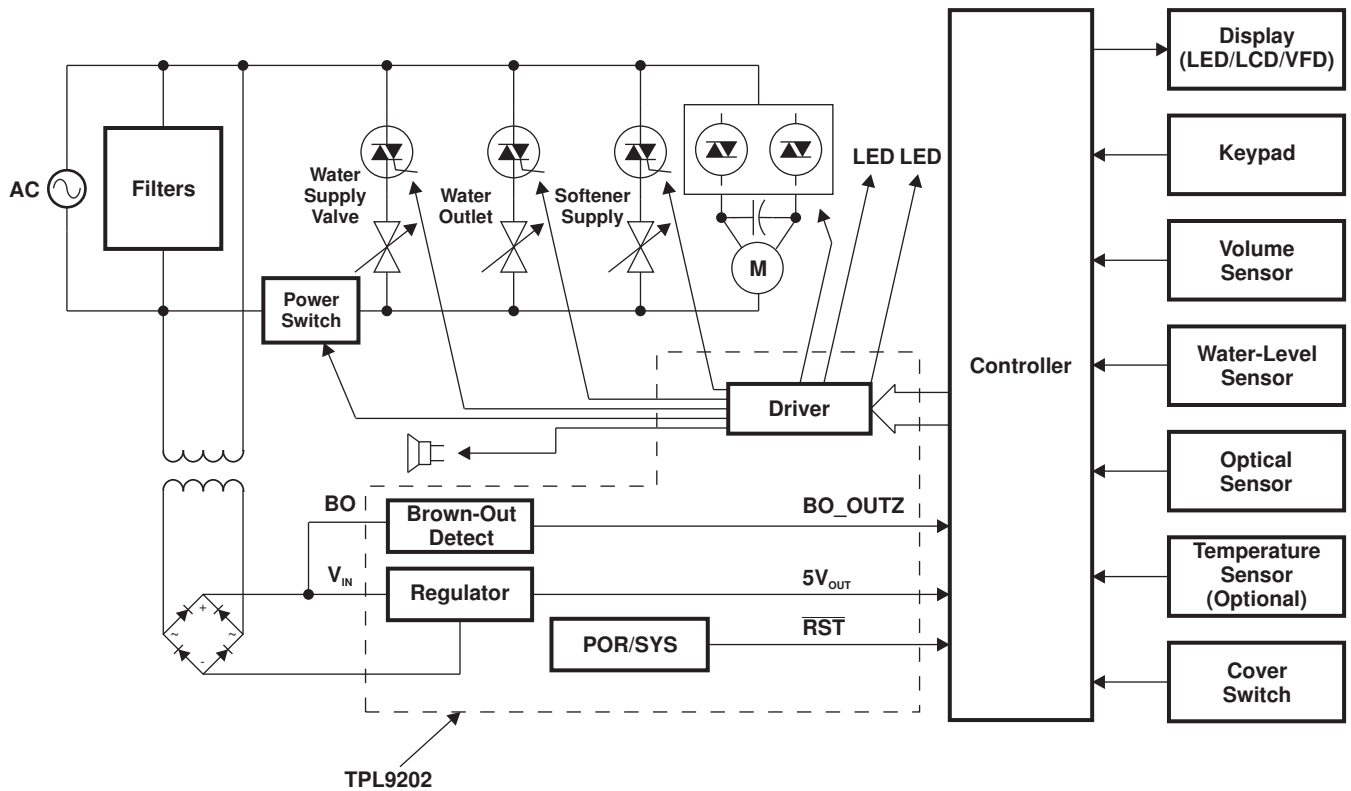 AC
Filters
Water
Supply
Valve
Water
Outlet
Softener
Supply
M
LED LED
Power
Switch
Driver
Controller
Display
(LED/LCD/VFD)
Keypad
Volume
Sensor
Water-Level
Sensor
Optical
Sensor
Temperature
Sensor
(Optional)
Cover
Switch
BO
Brown-Out
Detect
BO_OUTZ
VIN
Regulator
5VOUT
POR/SYS
RST
+
~
~
-
TPL9202